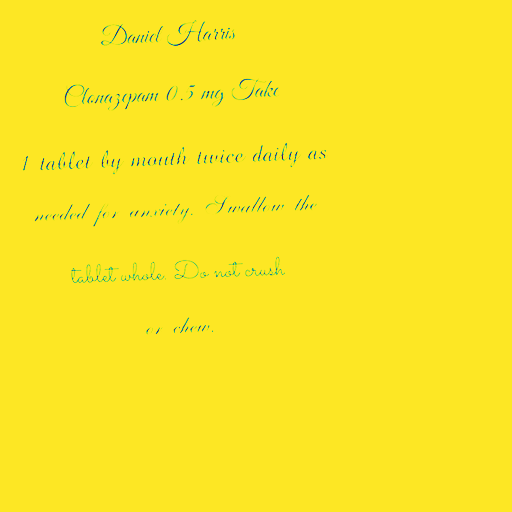 Daniel Harris
Clonazepam 0.5 mg Take
1 tablet by mouth twice daily as
needed for anxiety. Swallow the
tablet whole. Do not crush
or chew.